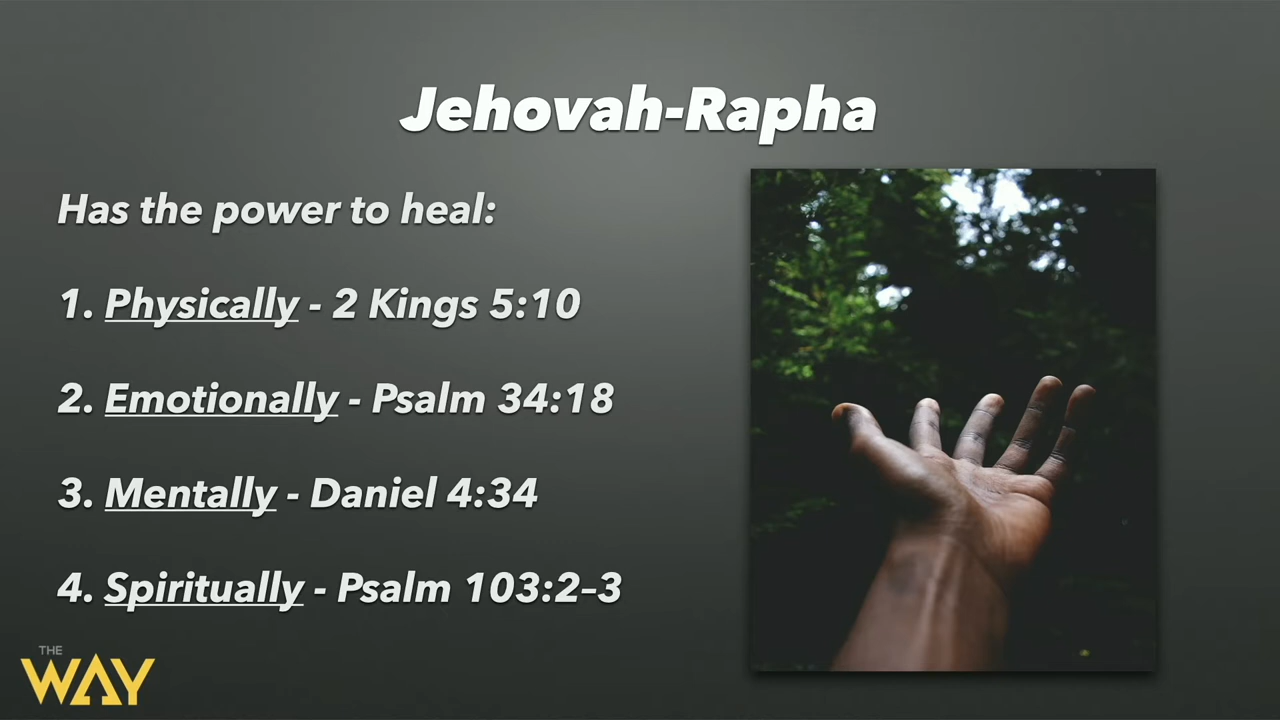 Jehovah-Rapha
Has the power to heal:
1. Physically - 2 Kings 5:10
2. Emotionally - Psalm 34:18
3. Mentally - Daniel 4:34
4. Spiritually - Psalm 103:2–3
THE
WAY